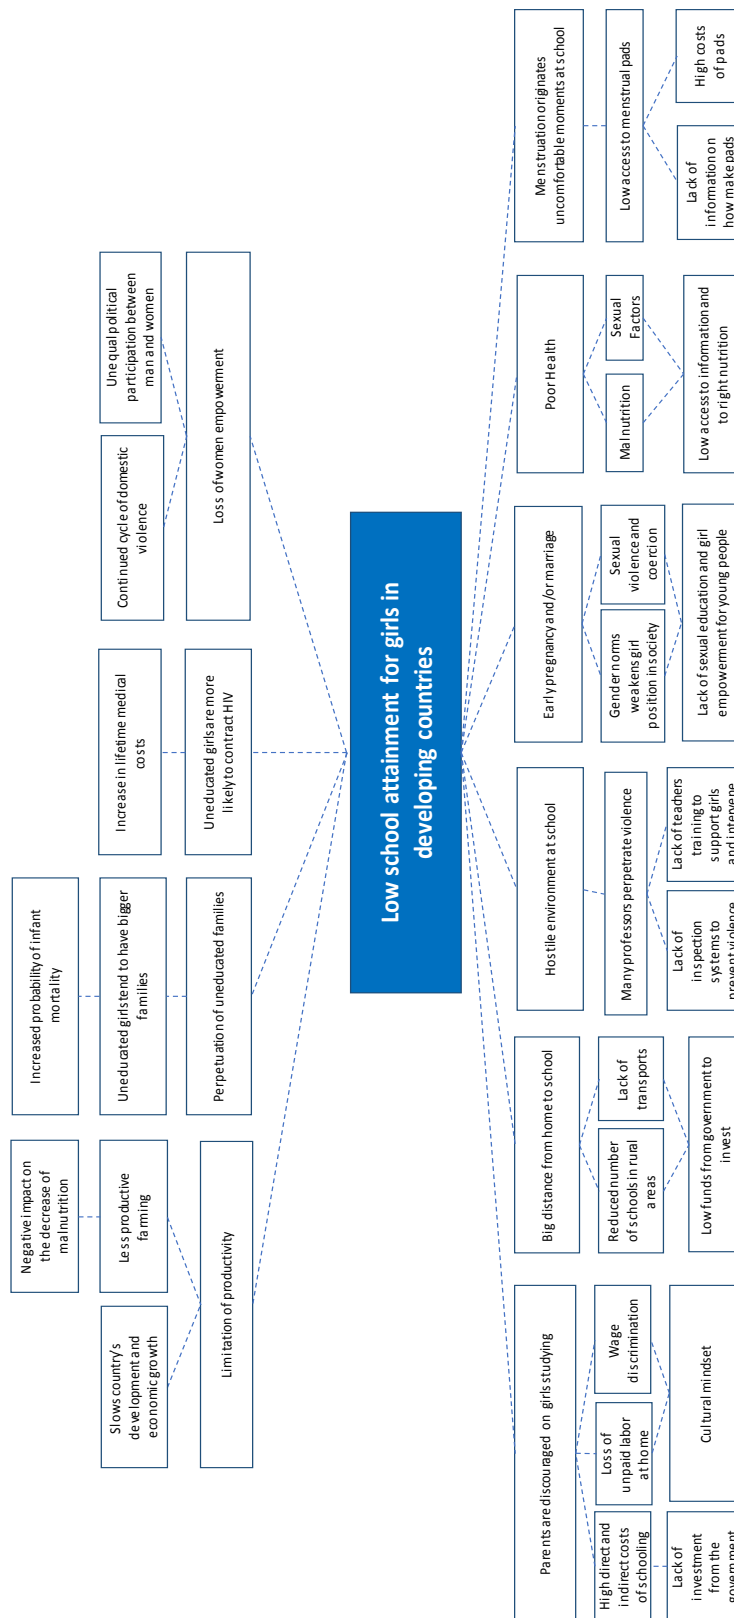 Negative impact on
the decrease of
malnutrition
Increased probability of infant
mortality
Slows country's
development and
economic growth
Less productive
farming
Uneducated girls tend to have bigger
families
Increase in lifetime medical
costs
Continued cycle of domestic
violence
Unequal political
participation between
man and women
Limitation of productivity
Perpetuation of uneducated families
Uneducated girls are more
likely to contract HIV
Loss of women empowerment
Low school attainment for girls in
developing countries
Parents are discouraged on girls studying
Big distance from home to school
Hostile environment at school
Early pregnancy and/or marriage
Poor Health
Menstruation originates
uncomfortable moments at school
High direct and
indirect costs
of schooling
Loss of
unpaid labor
at home
Wage
discrimination
Reduced number
of schools in rural
areas
Lack of
transports
Many professors perpetrate violence
Gender norms
weakens girl
position in society
Sexual
violence and
coercion
Malnutrition
Sexual
Factors
Low access to menstrual pads
Lack of
investment
from the
government
Cultural mindset
Low funds from government to
invest
Lack of
inspection
systems to
prevent violence
Lack of teachers
training to
support girls
and intervene
Lack of sexual education and girl
empowerment for young people
Low access to information and
to right nutrition
Lack of
information on
how make pads
High costs
of pads